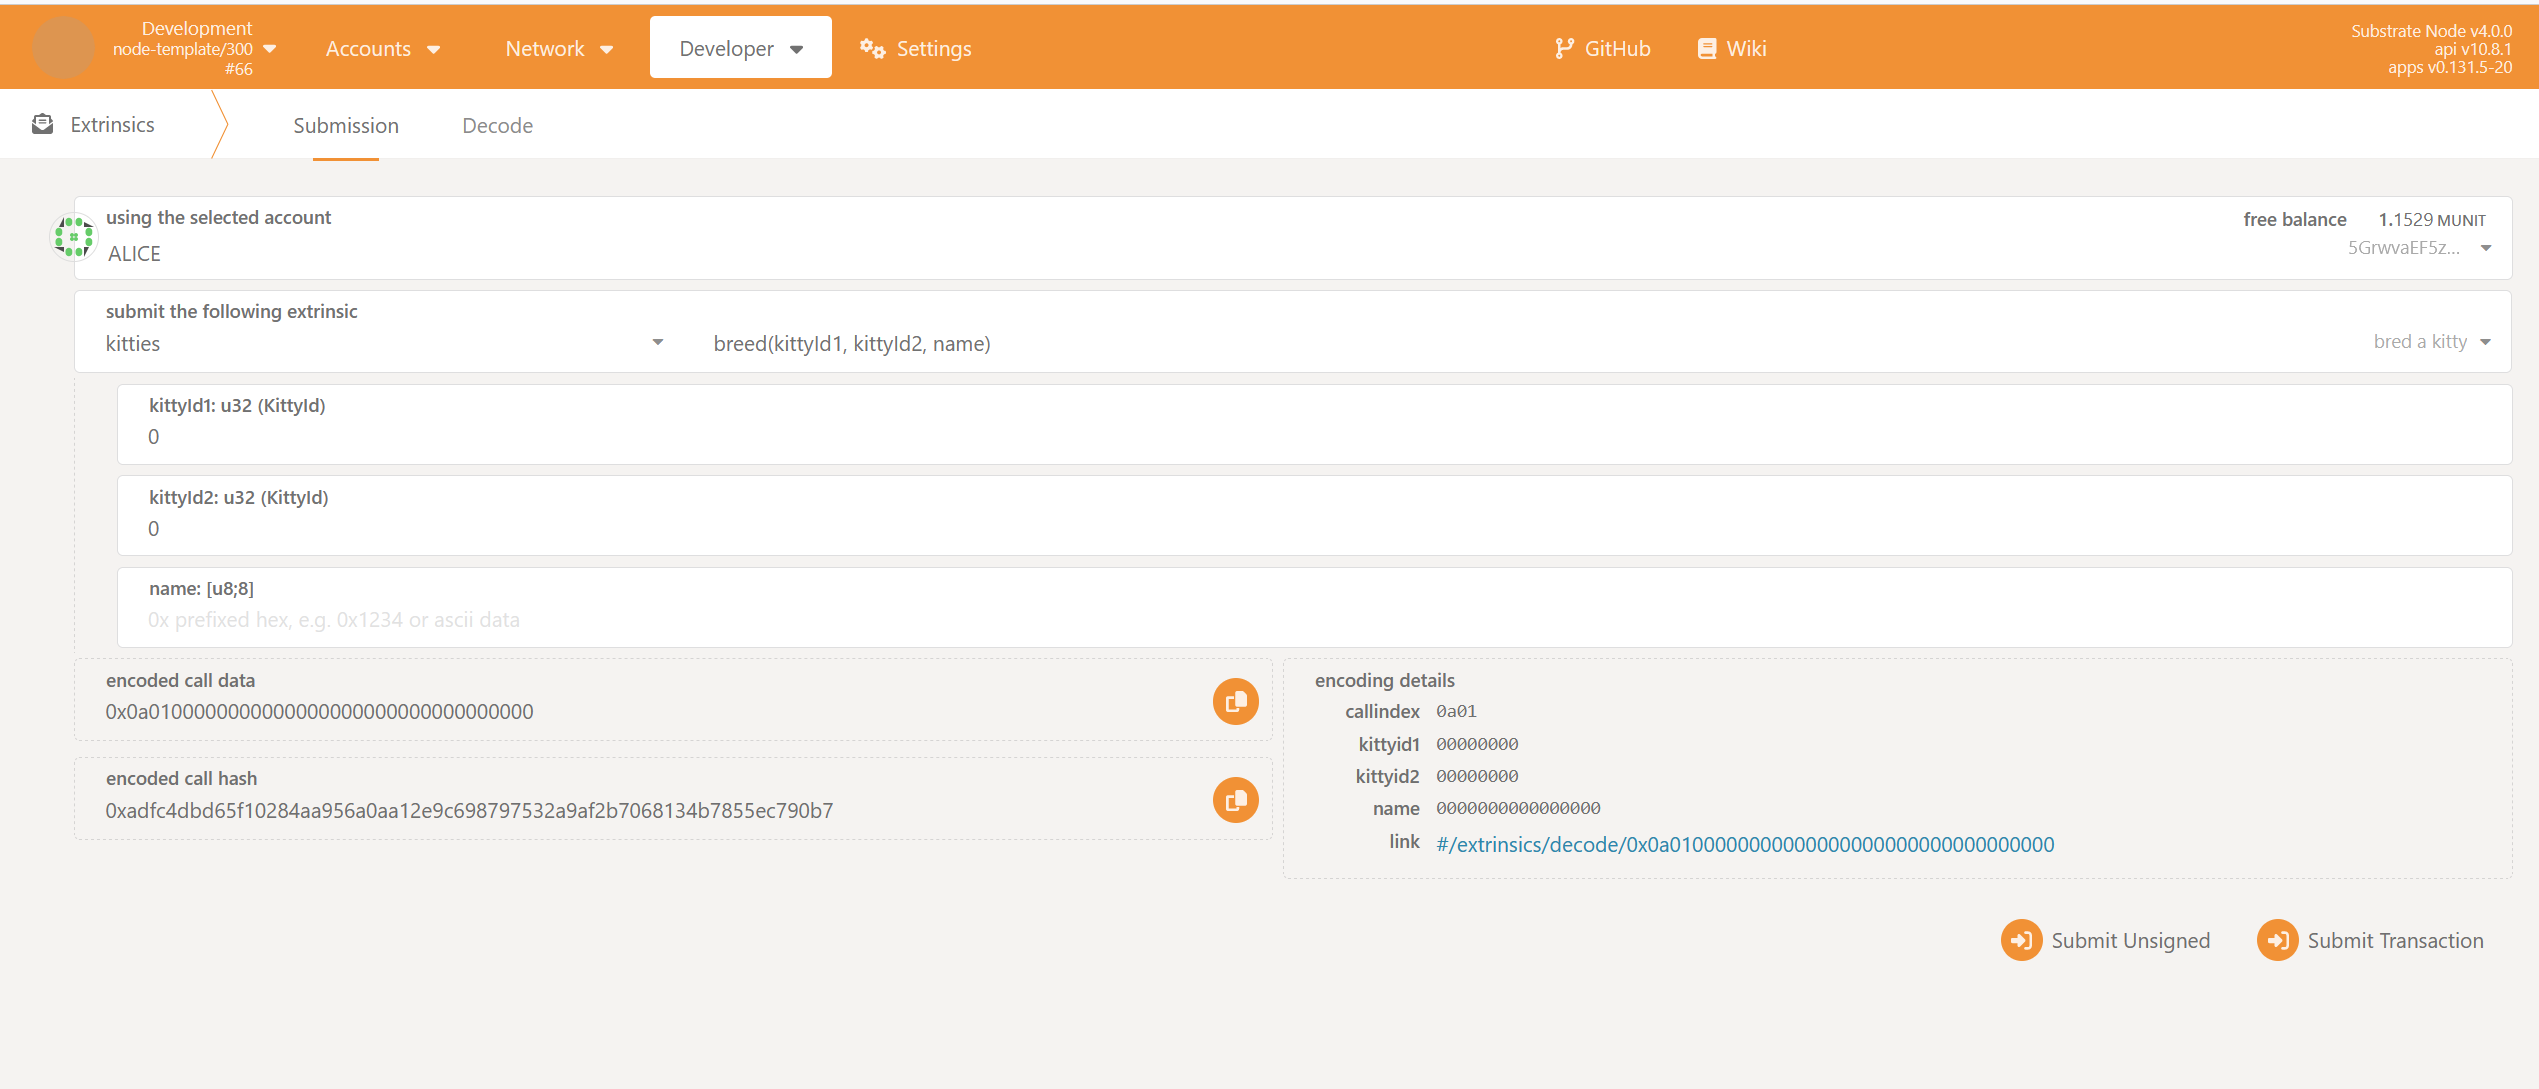 Development
node-template/300
#66
Accounts
Network
Developer
Settings
GitHub
Wiki
Substrate Node v4.0.0
api v10.8.1
apps v0.131.5-20
Extrinsics
Submission
Decode
using the selected account
ALICE
free balance 1.1529 MUNIT
5GrwvaEF5z...
submit the following extrinsic
kitties
breed(kittyId1, kittyId2, name)
bred a kitty
kittyId1: u32 (KittyId)
0
kittyId2: u32 (KittyId)
0
name: [u8;8]
0x prefixed hex, e.g. 0x1234 or ascii data
encoded call data
0x0a0100000000000000000000000000000000
encoded call hash
0xadfc4dbd65f10284aa956a0aa12e9c698797532a9af2b7068134b7855ec790b7
encoding details
callindex 0a01
kittyid1 00000000
kittyid2 00000000
name 0000000000000000
link #/extrinsics/decode/0x0a0100000000000000000000000000000000
Submit Unsigned
Submit Transaction